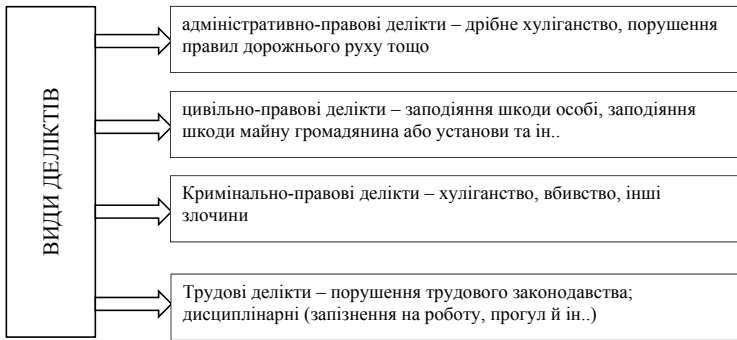 ВИДИ ДЕЛІКТІВ
адміністративно-правові делікти – дрібне хуліганство, порушення
правил дорожнього руху тощо
цивільно-правові делікти – заподіяння шкоди особі, заподіяння
шкоди майну громадянина або установи та ін..
Кримінально-правові делікти – хуліганство, вбивство, інші
злочини
Трудові делікти – порушення трудового законодавства;
дисциплінарні (запізнення на роботу, прогул й ін..)